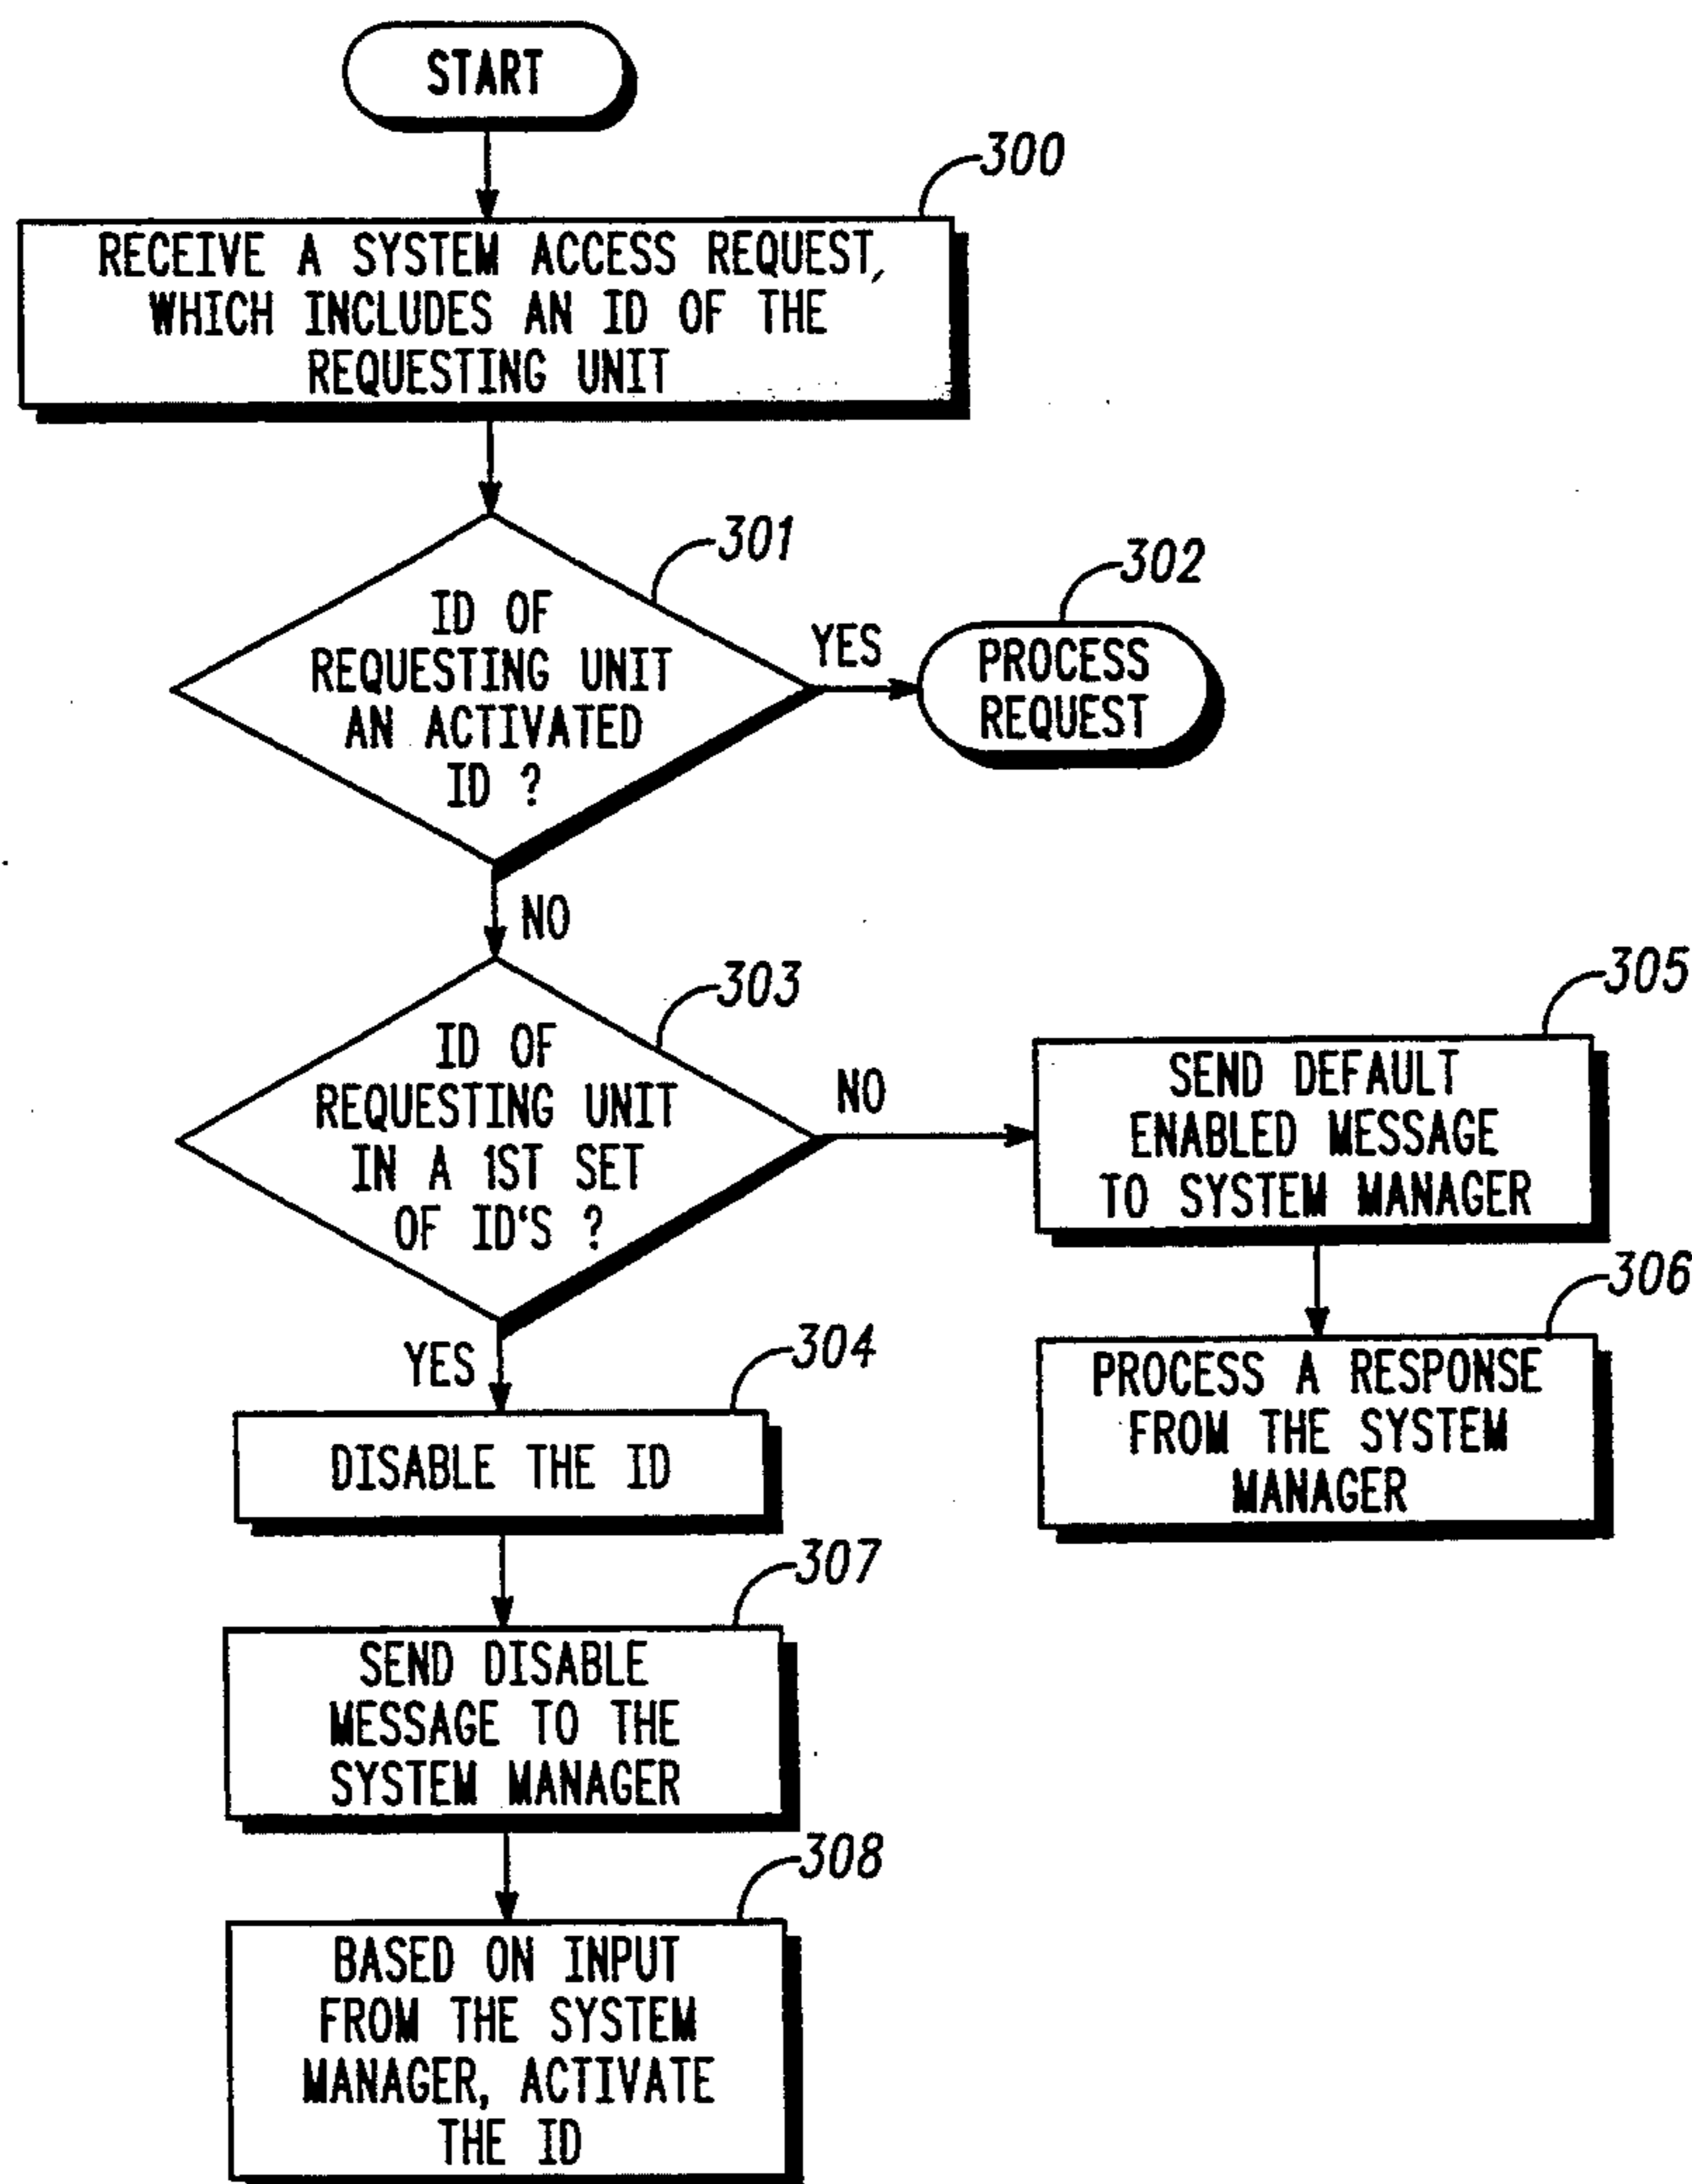 START
300
RECEIVE A SYSTEM ACCESS REQUEST,
WHICH INCLUDES AN ID OF THE
REQUESTING UNIT
301
ID OF
REQUESTING UNIT
AN ACTIVATED
ID ?
YES
302
PROCESS
REQUEST
NO
303
ID OF
REQUESTING UNIT
IN A 1ST SET
OF ID'S ?
NO
305
SEND DEFAULT
ENABLED MESSAGE
TO SYSTEM MANAGER
306
PROCESS A RESPONSE
FROM THE SYSTEM
MANAGER
YES
304
DISABLE THE ID
307
SEND DISABLE
MESSAGE TO THE
SYSTEM MANAGER
308
BASED ON INPUT
FROM THE SYSTEM
MANAGER, ACTIVATE
THE ID